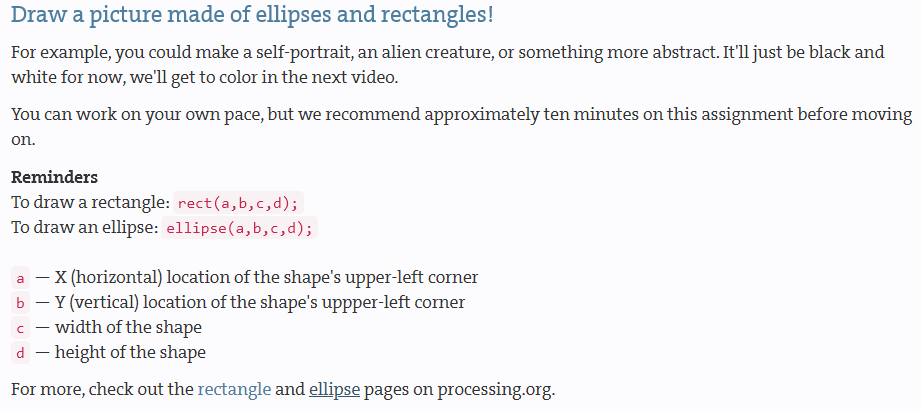 Draw a picture made of ellipses and rectangles!
For example, you could make a self-portrait, an alien creature, or something more abstract. It'll just be black and
white for now, we'll get to color in the next video.
You can work on your own pace, but we recommend approximately ten minutes on this assignment before moving
on.
Reminders
To draw a rectangle: rect(a,b,c,d);
To draw an ellipse: ellipse(a,b,c,d);
a — X (horizontal) location of the shape's upper-left corner
b — Y (vertical) location of the shape's uppper-left corner
c — width of the shape
d — height of the shape
For more, check out the rectangle and ellipse pages on processing.org.